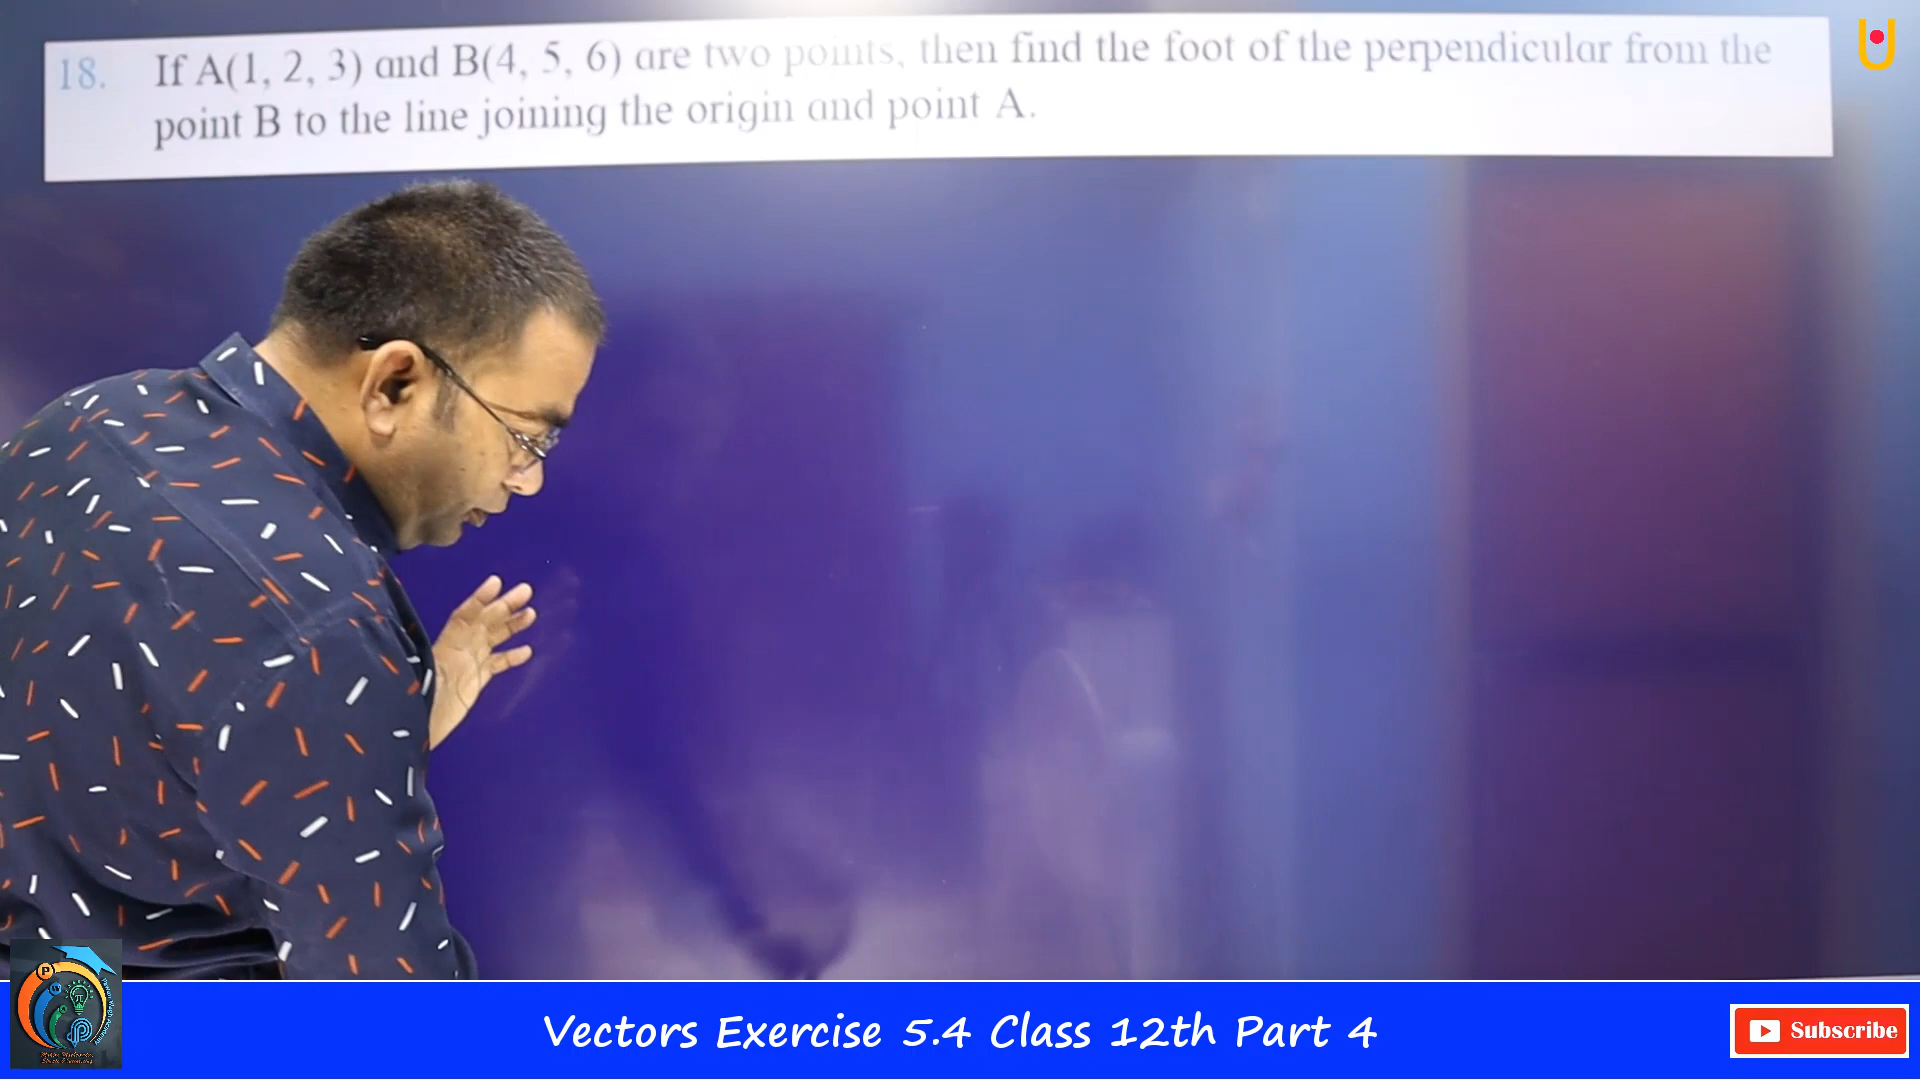 18. If A(1, 2, 3) and B(4, 5, 6) are two points, then find the foot of the perpendicular from the
point B to the line joining the origin and point A.
Vectors Exercise 5.4 Class 12th Part 4
Subscribe